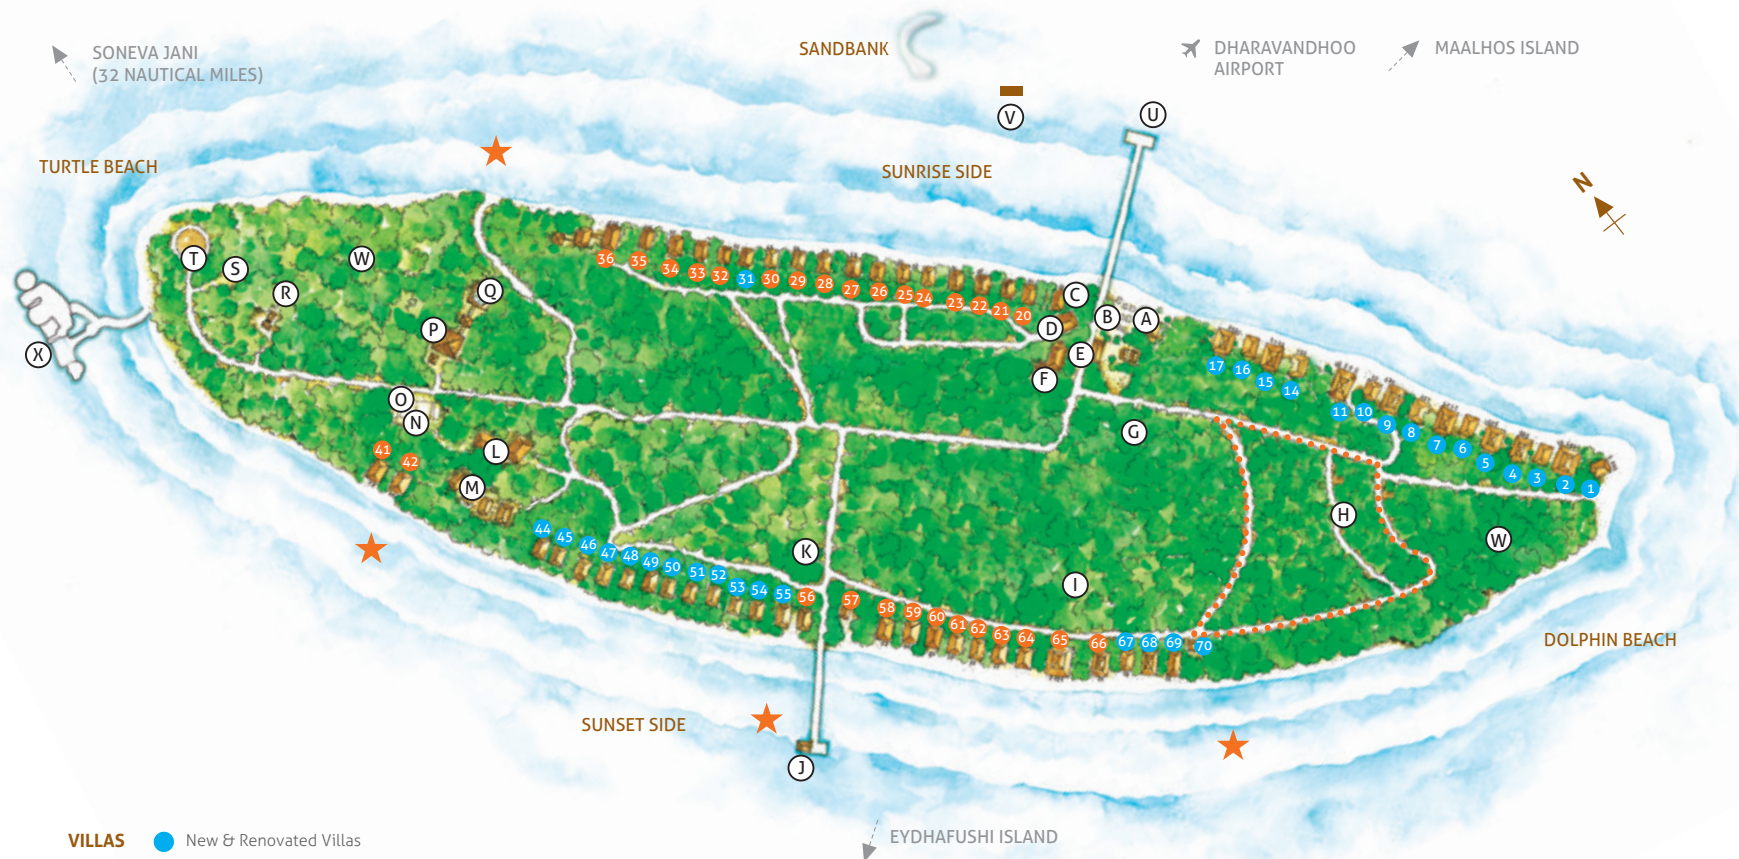 SONEVA JANI
(32 NAUTICAL MILES)
SANDBANK
DHARAVANDHOO
AIRPORT
MAALHOS ISLAND
V
U
TURTLE BEACH
SUNRISE SIDE
N
T
S
W
R
Q
P
X
36
35
34
33
32
31
30
29
28
27
26
25
24
23
22
21
20
C
B
A
D
E
F
17
16
15
14
11
10
9
8
7
6
5
4
3
2
1
O
N
G
41
42
L
M
H
W
44
45
46
47
48
49
50
51
52
53
54
55
56
K
I
57
58
59
60
61
62
63
64
65
66
67
68
69
70
DOLPHIN BEACH
SUNSET SIDE
J
EYDHAFUSHI ISLAND
VILLAS
New & Renovated Villas